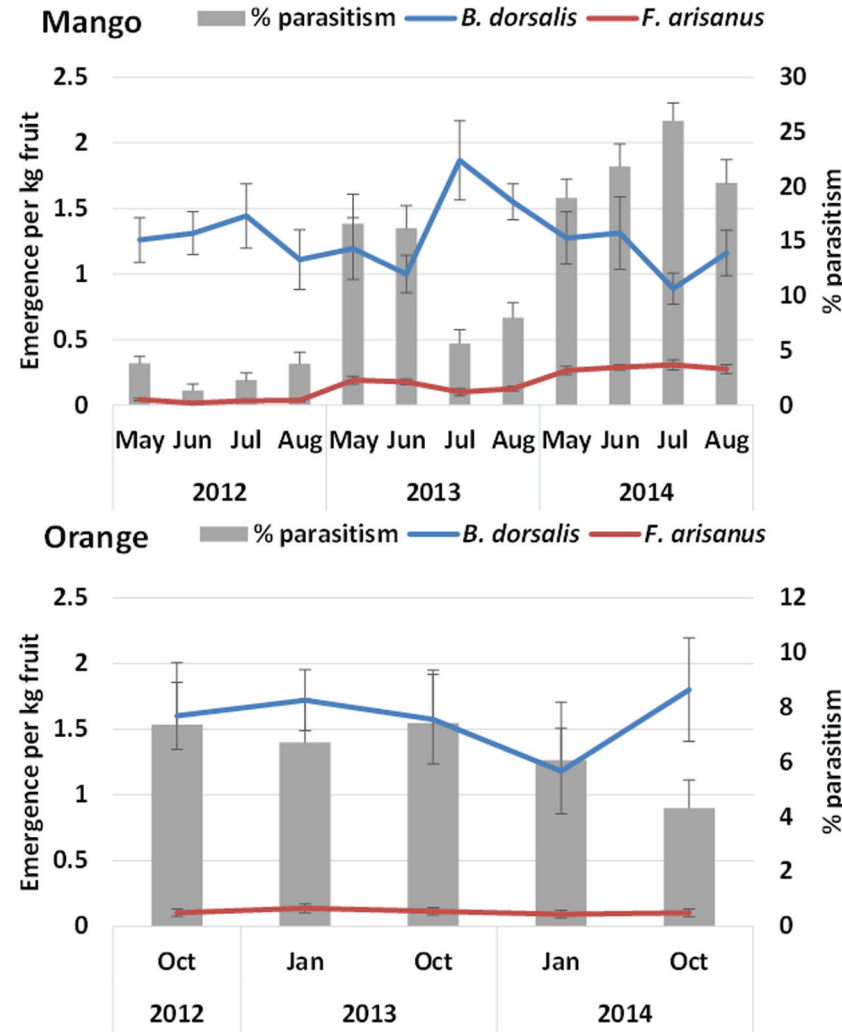 Mango
% parasitism B. dorsalis F. arisanus
Emergence per kg fruit
2.5
2
1.5
1
0.5
0
30
25
20
15
10
5
0
% parasitism
May Jun Jul Aug May Jun Jul Aug May Jun Jul Aug
2012 2013 2014
Orange
% parasitism B. dorsalis F. arisanus
Emergence per kg fruit
2.5
2
1.5
1
0.5
0
12
10
8
6
4
2
0
% parasitism
Oct Jan Oct Jan Oct
2012 2013 2014